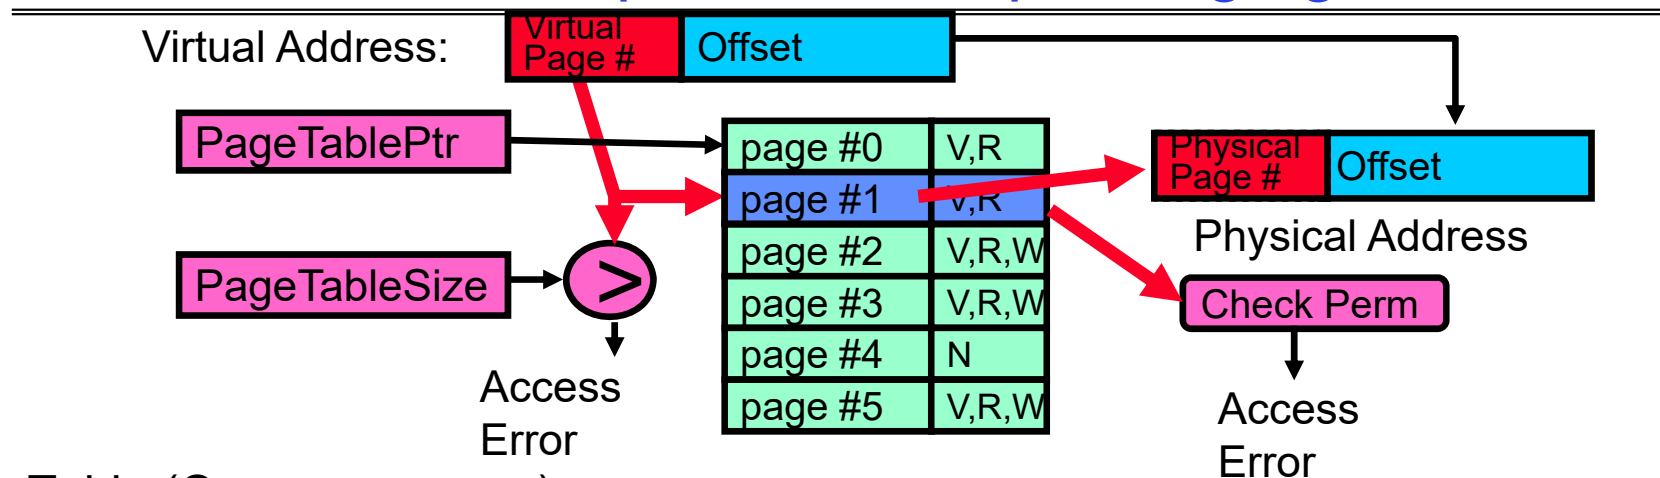 Virtual Address:
Virtual
Page #
Offset
PageTablePtr
page #0 V,R
page #1 V,R
page #2 V,R,W
page #3 V,R,W
page #4 N
page #5 V,R,W
Physical
Page #
Offset
Physical Address
PageTableSize
>
Check Perm
Access
Error
Access
Error